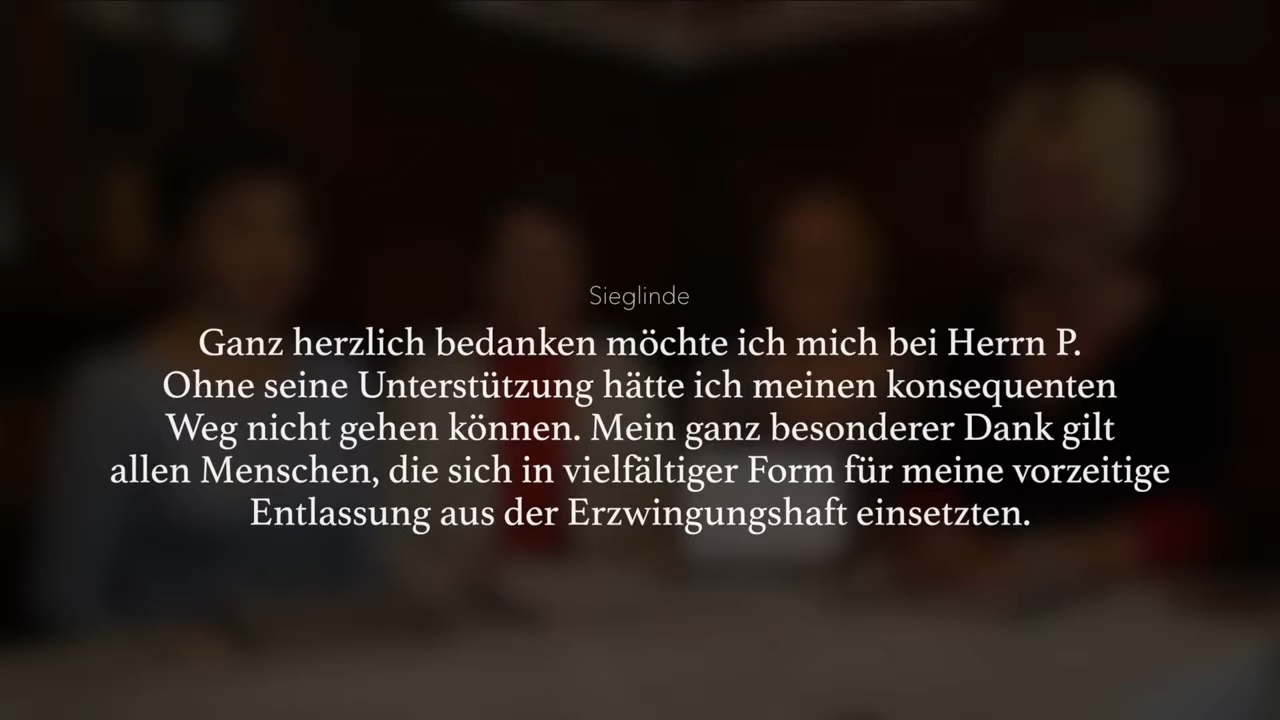 Sieglinde
Ganz herzlich bedanken möchte ich mich bei Herrn P.
Ohne seine Unterstützung hätte ich meinen konsequenten
Weg nicht gehen können. Mein ganz besonderer Dank gilt
allen Menschen, die sich in vielfältiger Form für meine vorzeitige
Entlassung aus der Erzwingungshaft einsetzten.